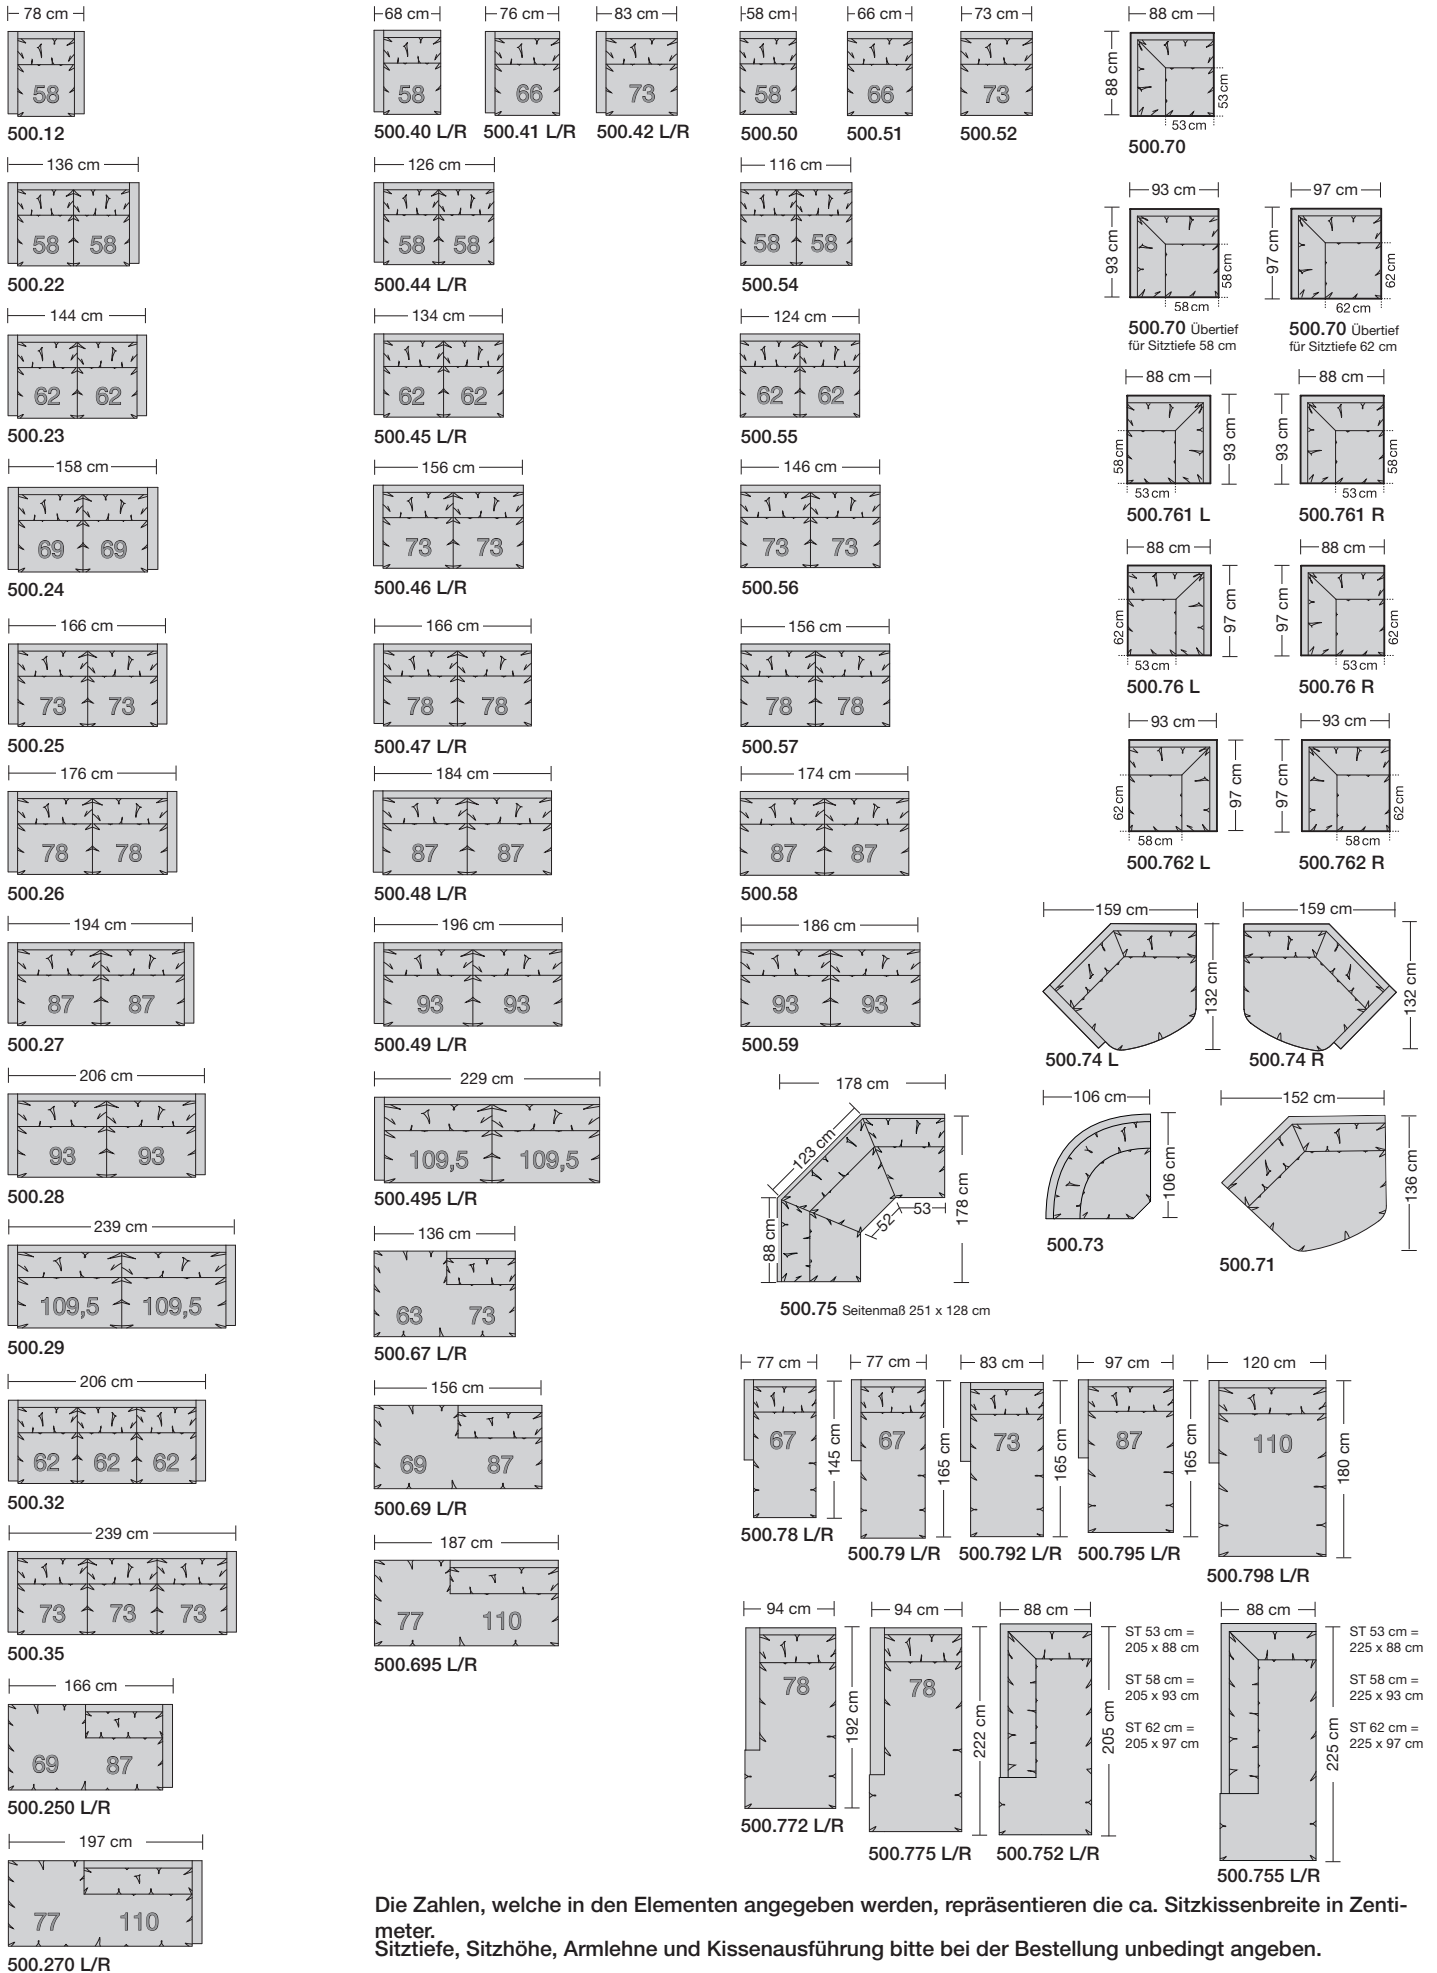 78 cm
58
500.12
136 cm
58 58
500.22
144 cm
62 62
500.23
158 cm
69 69
500.24
166 cm
73 73
500.25
176 cm
78 78
500.26
194 cm
87 87
500.27
206 cm
93 93
500.28
239 cm
109,5 109,5
500.29
206 cm
62 62 62
500.32
239 cm
73 73 73
500.35
166 cm
69 87
500.250 L/R
197 cm
77 110
500.270 L/R
68 cm 76 cm 83 cm
58 66 73
500.40 L/R 500.41 L/R 500.42 L/R
126 cm
58 58
500.44 L/R
134 cm
62 62
500.45 L/R
156 cm
73 73
500.46 L/R
166 cm
78 78
500.47 L/R
184 cm
87 87
500.48 L/R
196 cm
93 93
500.49 L/R
229 cm
109,5 109,5
500.495 L/R
136 cm
63 73
500.67 L/R
156 cm
69 87
500.69 L/R
187 cm
77 110
500.695 L/R
58 cm 66 cm 73 cm
58 66 73
500.50 500.51 500.52
116 cm
58 58
500.54
124 cm
62 62
500.55
146 cm
73 73
500.56
156 cm
78 78
500.57
174 cm
87 87
500.58
186 cm
93 93
500.59
178 cm
123 cm
88 cm
52
53
178 cm
500.75 Seitenmaß 251 x 128 cm
88 cm
88 cm
53 cm
53 cm
500.70
93 cm
93 cm
58 cm
58 cm
500.70 Übertief
für Sitztiefe 58 cm
97 cm
97 cm
62 cm
62 cm
500.70 Übertief
für Sitztiefe 62 cm
88 cm
58 cm
93 cm
53 cm
500.761 L
88 cm
93 cm
58 cm
53 cm
500.761 R
88 cm
62 cm
97 cm
53 cm
500.76 L
88 cm
97 cm
62 cm
53 cm
500.76 R
93 cm
62 cm
97 cm
58 cm
500.762 L
93 cm
97 cm
62 cm
58 cm
500.762 R
159 cm
132 cm
500.74 L
159 cm
132 cm
500.74 R
106 cm
106 cm
500.73
152 cm
136 cm
500.71
77 cm
67
145 cm
500.78 L/R
77 cm
67
165 cm
500.79 L/R
83 cm
73
165 cm
500.792 L/R
97 cm
87
165 cm
500.795 L/R
120 cm
110
180 cm
500.798 L/R
94 cm
78
192 cm
500.772 L/R
94 cm
78
222 cm
500.775 L/R
88 cm
205 cm
500.752 L/R
ST 53 cm =
205 x 88 cm
ST 58 cm =
205 x 93 cm
ST 62 cm =
205 x 97 cm
88 cm
225 cm
500.755 L/R
ST 53 cm =
225 x 88 cm
ST 58 cm =
225 x 93 cm
ST 62 cm =
225 x 97 cm
Die Zahlen, welche in den Elementen angegeben werden, repräsentieren die ca. Sitzkissenbreite in Zenti-
meter.
Sitztiefe, Sitzhöhe, Armlehne und Kissenausführung bitte bei der Bestellung unbedingt angeben.